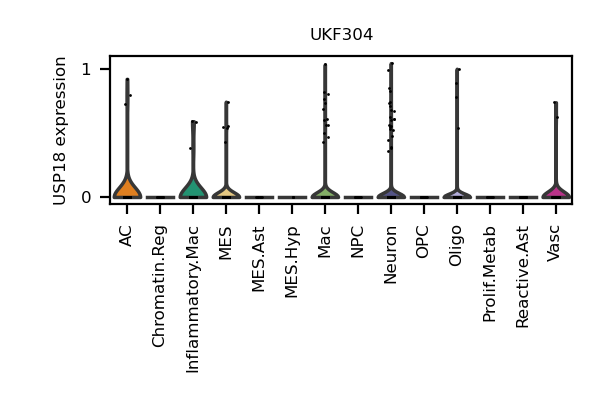 UKF304
USP18 expression
1
0
AC
Chromatin.Reg
Inflammatory.Mac
MES
MES.Ast
MES.Hyp
Mac
NPC
Neuron
OPC
Oligo
Prolif.Metab
Reactive.Ast
Vasc